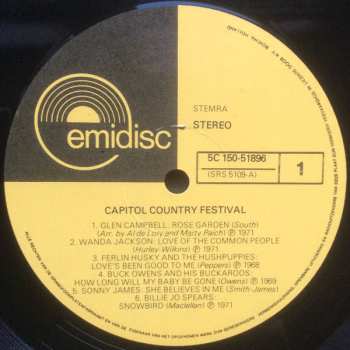 emidisc
STEMRA
STEREO
5C 150-51896
(SRS 5109-A)
1
CAPITOL COUNTRY FESTIVAL
1. GLEN CAMPBELL: ROSE GARDEN (South)
(Arr. by Al de Lory and Marty Paich) ℗ 1971
2. WANDA JACKSON: LOVE OF THE COMMON PEOPLE
(Hurley Wilkins) ℗ 1971
3. FERLIN HUSKY AND THE HUSHPUPPIES:
LOVE'S BEEN GOOD TO ME (Peppers) ℗ 1968
4. BUCK OWENS AND HIS BUCKAROOS:
HOW LONG WILL MY BABY BE GONE (Owens) ℗ 1969
5. SONNY JAMES: SHE BELIEVES IN ME (Smith-James)
6. BILLIE JO SPEARS:
SNOWBIRD (Maclellan) ℗ 1971